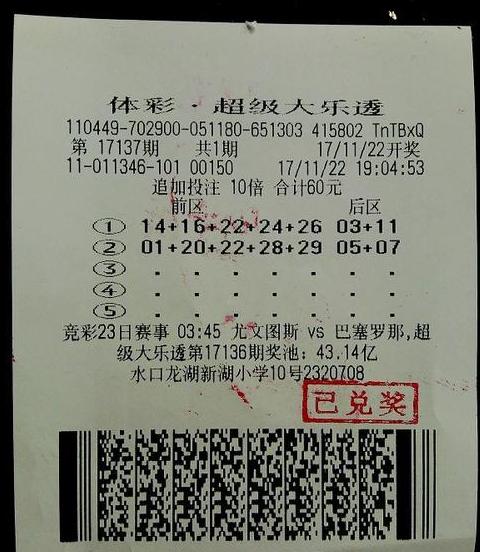 体彩·超级大乐透
110449-702900-051180-651303 415802 TnTBxQ
第 17137期 共1期 17/11/22开奖
11-011346-101 00150 17/11/22 19:04:53
追加投注 10倍 合计60元
前区 后区
① 14+16+22+24+26 03+11
② 01+20+22+28+29 05+07
③ . . . . . . .
④ . . . . . . .
⑤ . . . . . . .
竞彩23日赛事 03:45 尤文图斯 vs 巴塞罗那,超
级大乐透第17136期奖池: 43.14亿
水口龙湖新湖小学10号2320708
已兑奖